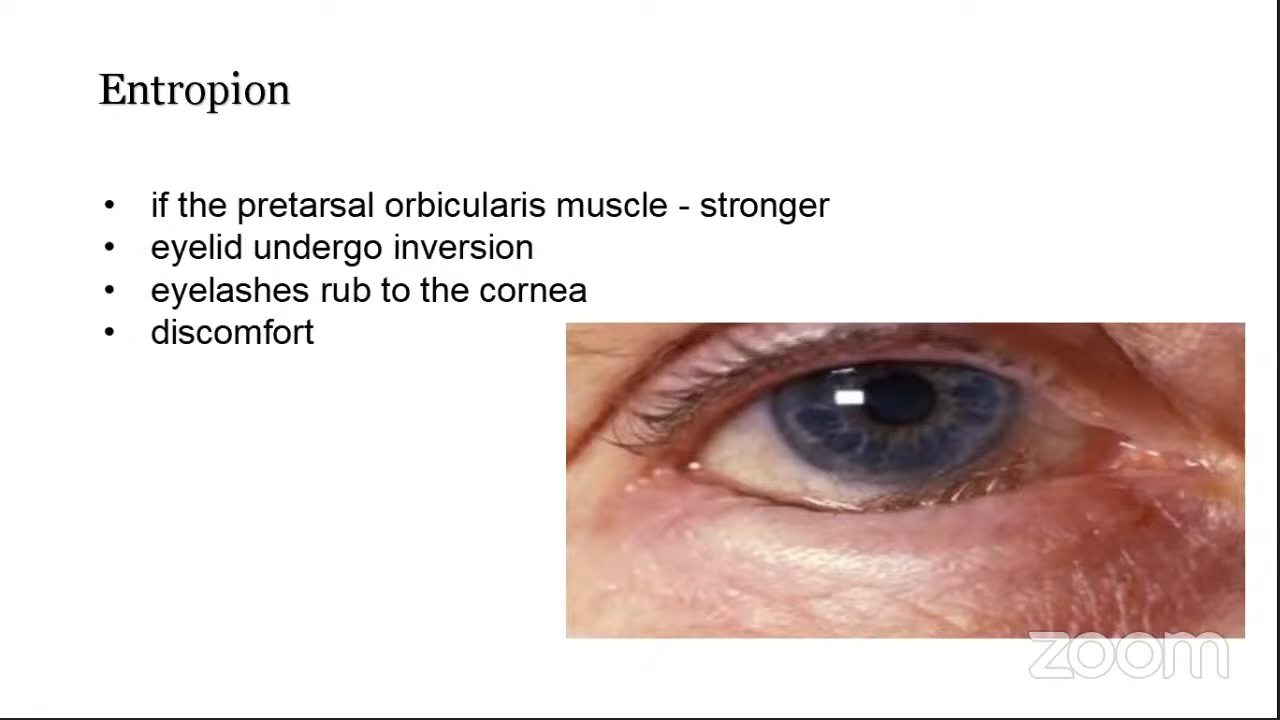 Entropion
• if the pretarsal orbicularis muscle - stronger
• eyelid undergo inversion
• eyelashes rub to the cornea
• discomfort
zoom